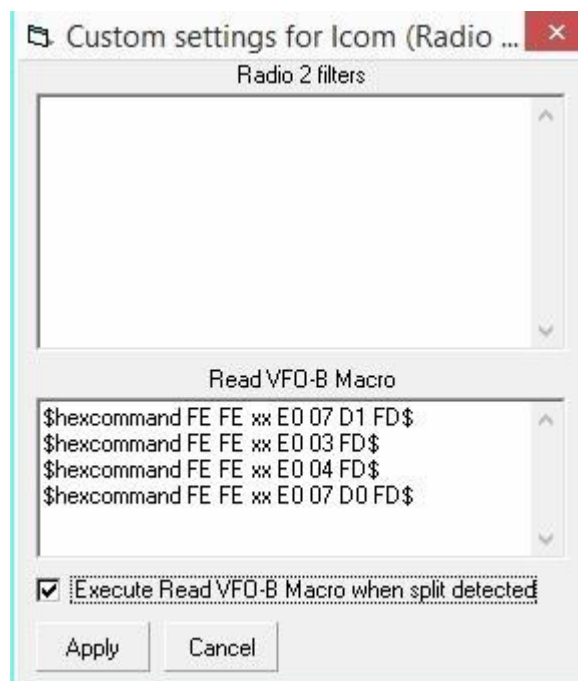 Custom settings for Icom (Radio ...
Radio 2 filters
Read VFO-B Macro
$hexcommand FE FE xx E0 07 D1 FD$
$hexcommand FE FE xx E0 03 FD$
$hexcommand FE FE xx E0 04 FD$
$hexcommand FE FE xx E0 07 D0 FD$
Execute Read VFO-B Macro when split detected
Apply Cancel